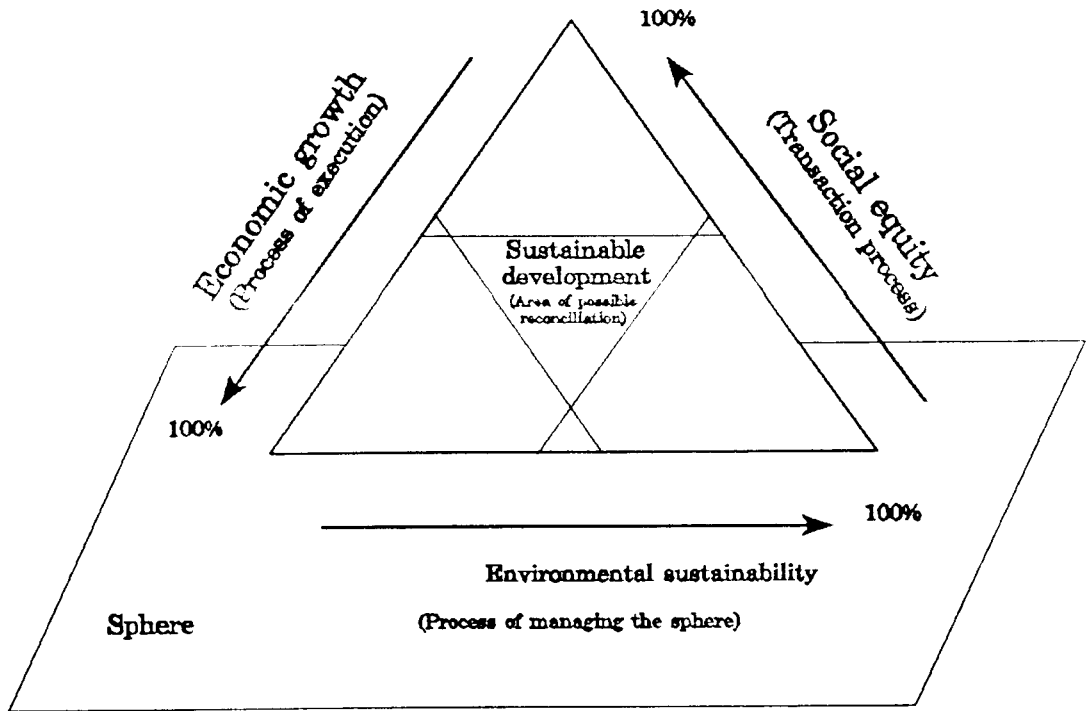 100%
Economic growth
(Process of execution)
Social equity
(Transaction process)
Sustainable
development
(Area of possible
reconciliation)
100%
100%
Environmental sustainability
Sphere
(Process of managing the sphere)